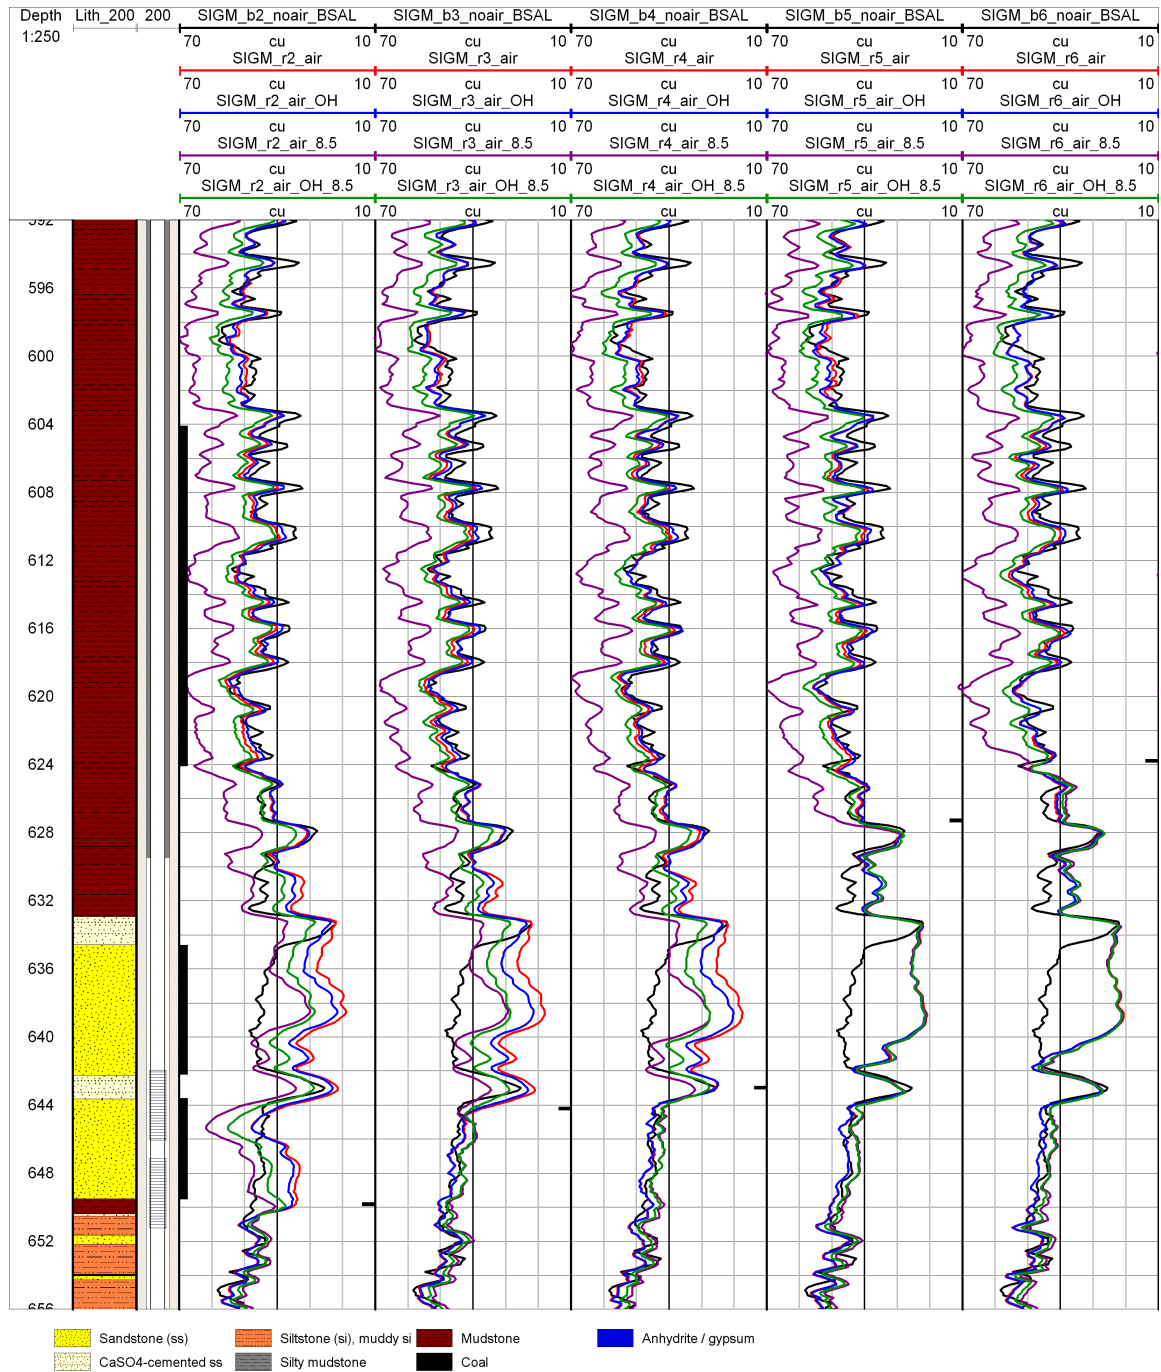 Depth Lith_200 200 SIGM_b2_noair_BSAL SIGM_b3_noair_BSAL SIGM_b4_noair_BSAL SIGM_b5_noair_BSAL SIGM_b6_noair_BSAL
1:250
70 cu 10 70 cu 10 70 cu 10 70 cu 10 70 cu 10
SIGM_r2_air SIGM_r3_air SIGM_r4_air SIGM_r5_air SIGM_r6_air
70 cu 10 70 cu 10 70 cu 10 70 cu 10 70 cu 10
SIGM_r2_air_OH SIGM_r3_air_OH SIGM_r4_air_OH SIGM_r5_air_OH SIGM_r6_air_OH
70 cu 10 70 cu 10 70 cu 10 70 cu 10 70 cu 10
SIGM_r2_air_8.5 SIGM_r3_air_8.5 SIGM_r4_air_8.5 SIGM_r5_air_8.5 SIGM_r6_air_8.5
70 cu 10 70 cu 10 70 cu 10 70 cu 10 70 cu 10
SIGM_r2_air_OH_8.5 SIGM_r3_air_OH_8.5 SIGM_r4_air_OH_8.5 SIGM_r5_air_OH_8.5 SIGM_r6_air_OH_8.5
70 cu 10 70 cu 10 70 cu 10 70 cu 10 70 cu 10
592
596
600
604
608
612
616
620
624
628
632
636
640
644
648
652
656
Sandstone (ss) Siltstone (si), muddy si Mudstone Anhydrite / gypsum
CaSO4-cemented ss Silty mudstone Coal